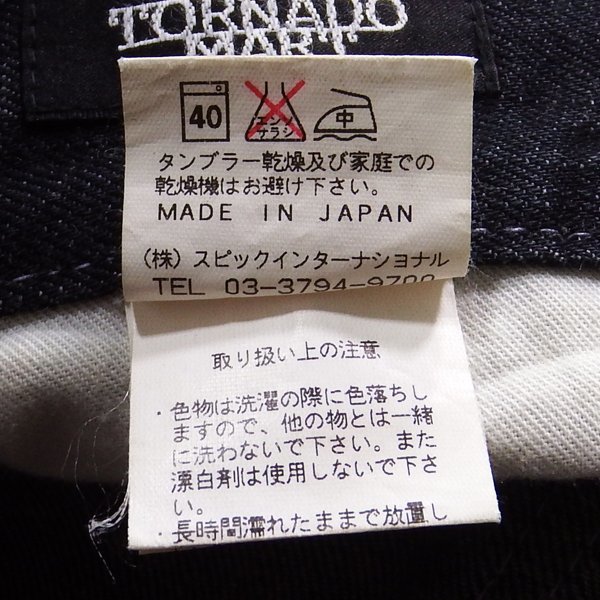 TORNADO
MART
40
エンソ
サラシ
中
タンブラー乾燥及び家庭での
乾燥機はお避け下さい。
MADE IN JAPAN
(株)スピックインターナショナル
TEL 03-3794-9700
取り扱い上の注意
・色物は洗濯の際に色落ちし
ますので、他の物とは一緒
に洗わないで下さい。また
漂白剤は使用しないで下さ
い。
・長時間濡れたままで放置し